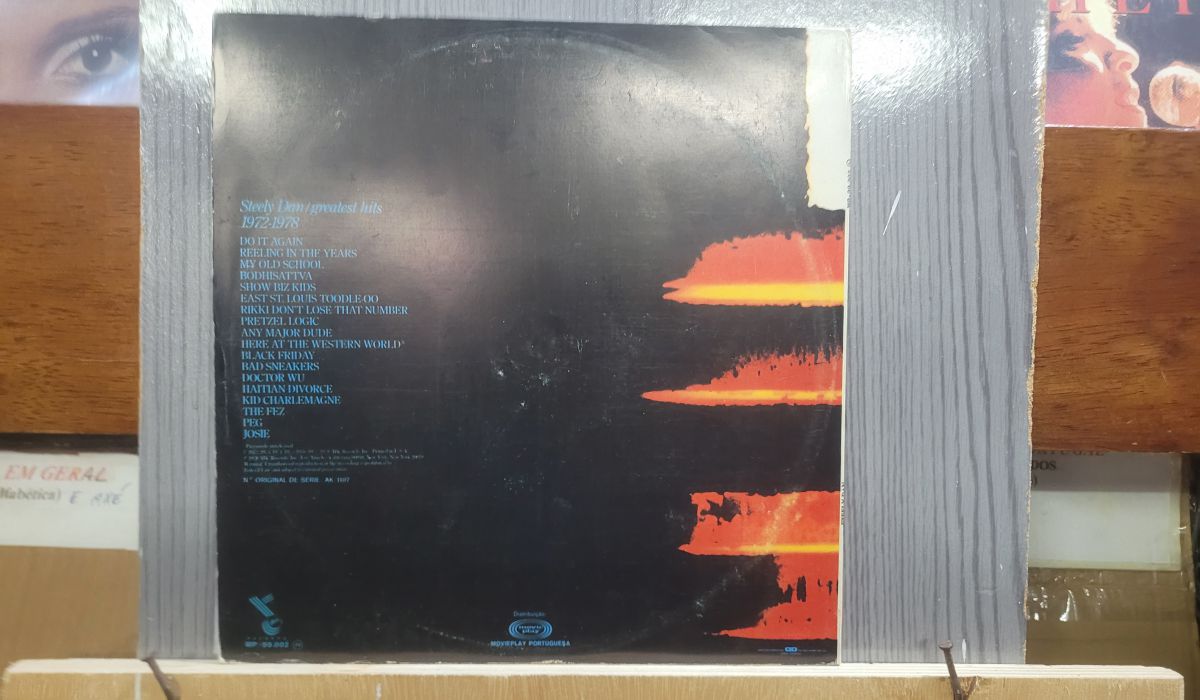 Steely Dan / greatest hits
1972-1978
DO IT AGAIN
REELING IN THE YEARS
MY OLD SCHOOL
BODHISATTVA
SHOW BIZ KIDS
EAST ST. LOUIS TOODLE-OO
RIKKI DON'T LOSE THAT NUMBER
PRETZEL LOGIC
ANY MAJOR DUDE
HERE AT THE WESTERN WORLD*
BLACK FRIDAY
BAD SNEAKERS
DOCTOR WU
HAITIAN DIVORCE
KID CHARLEMAGNE
THE FEZ
PEG
JOSIE
Nº ORIGINAL DE SERIE AK 1107
Distribuição
movie play
MOVIEPLAY PORTUGUESA
EM GERAL
E AXÉ